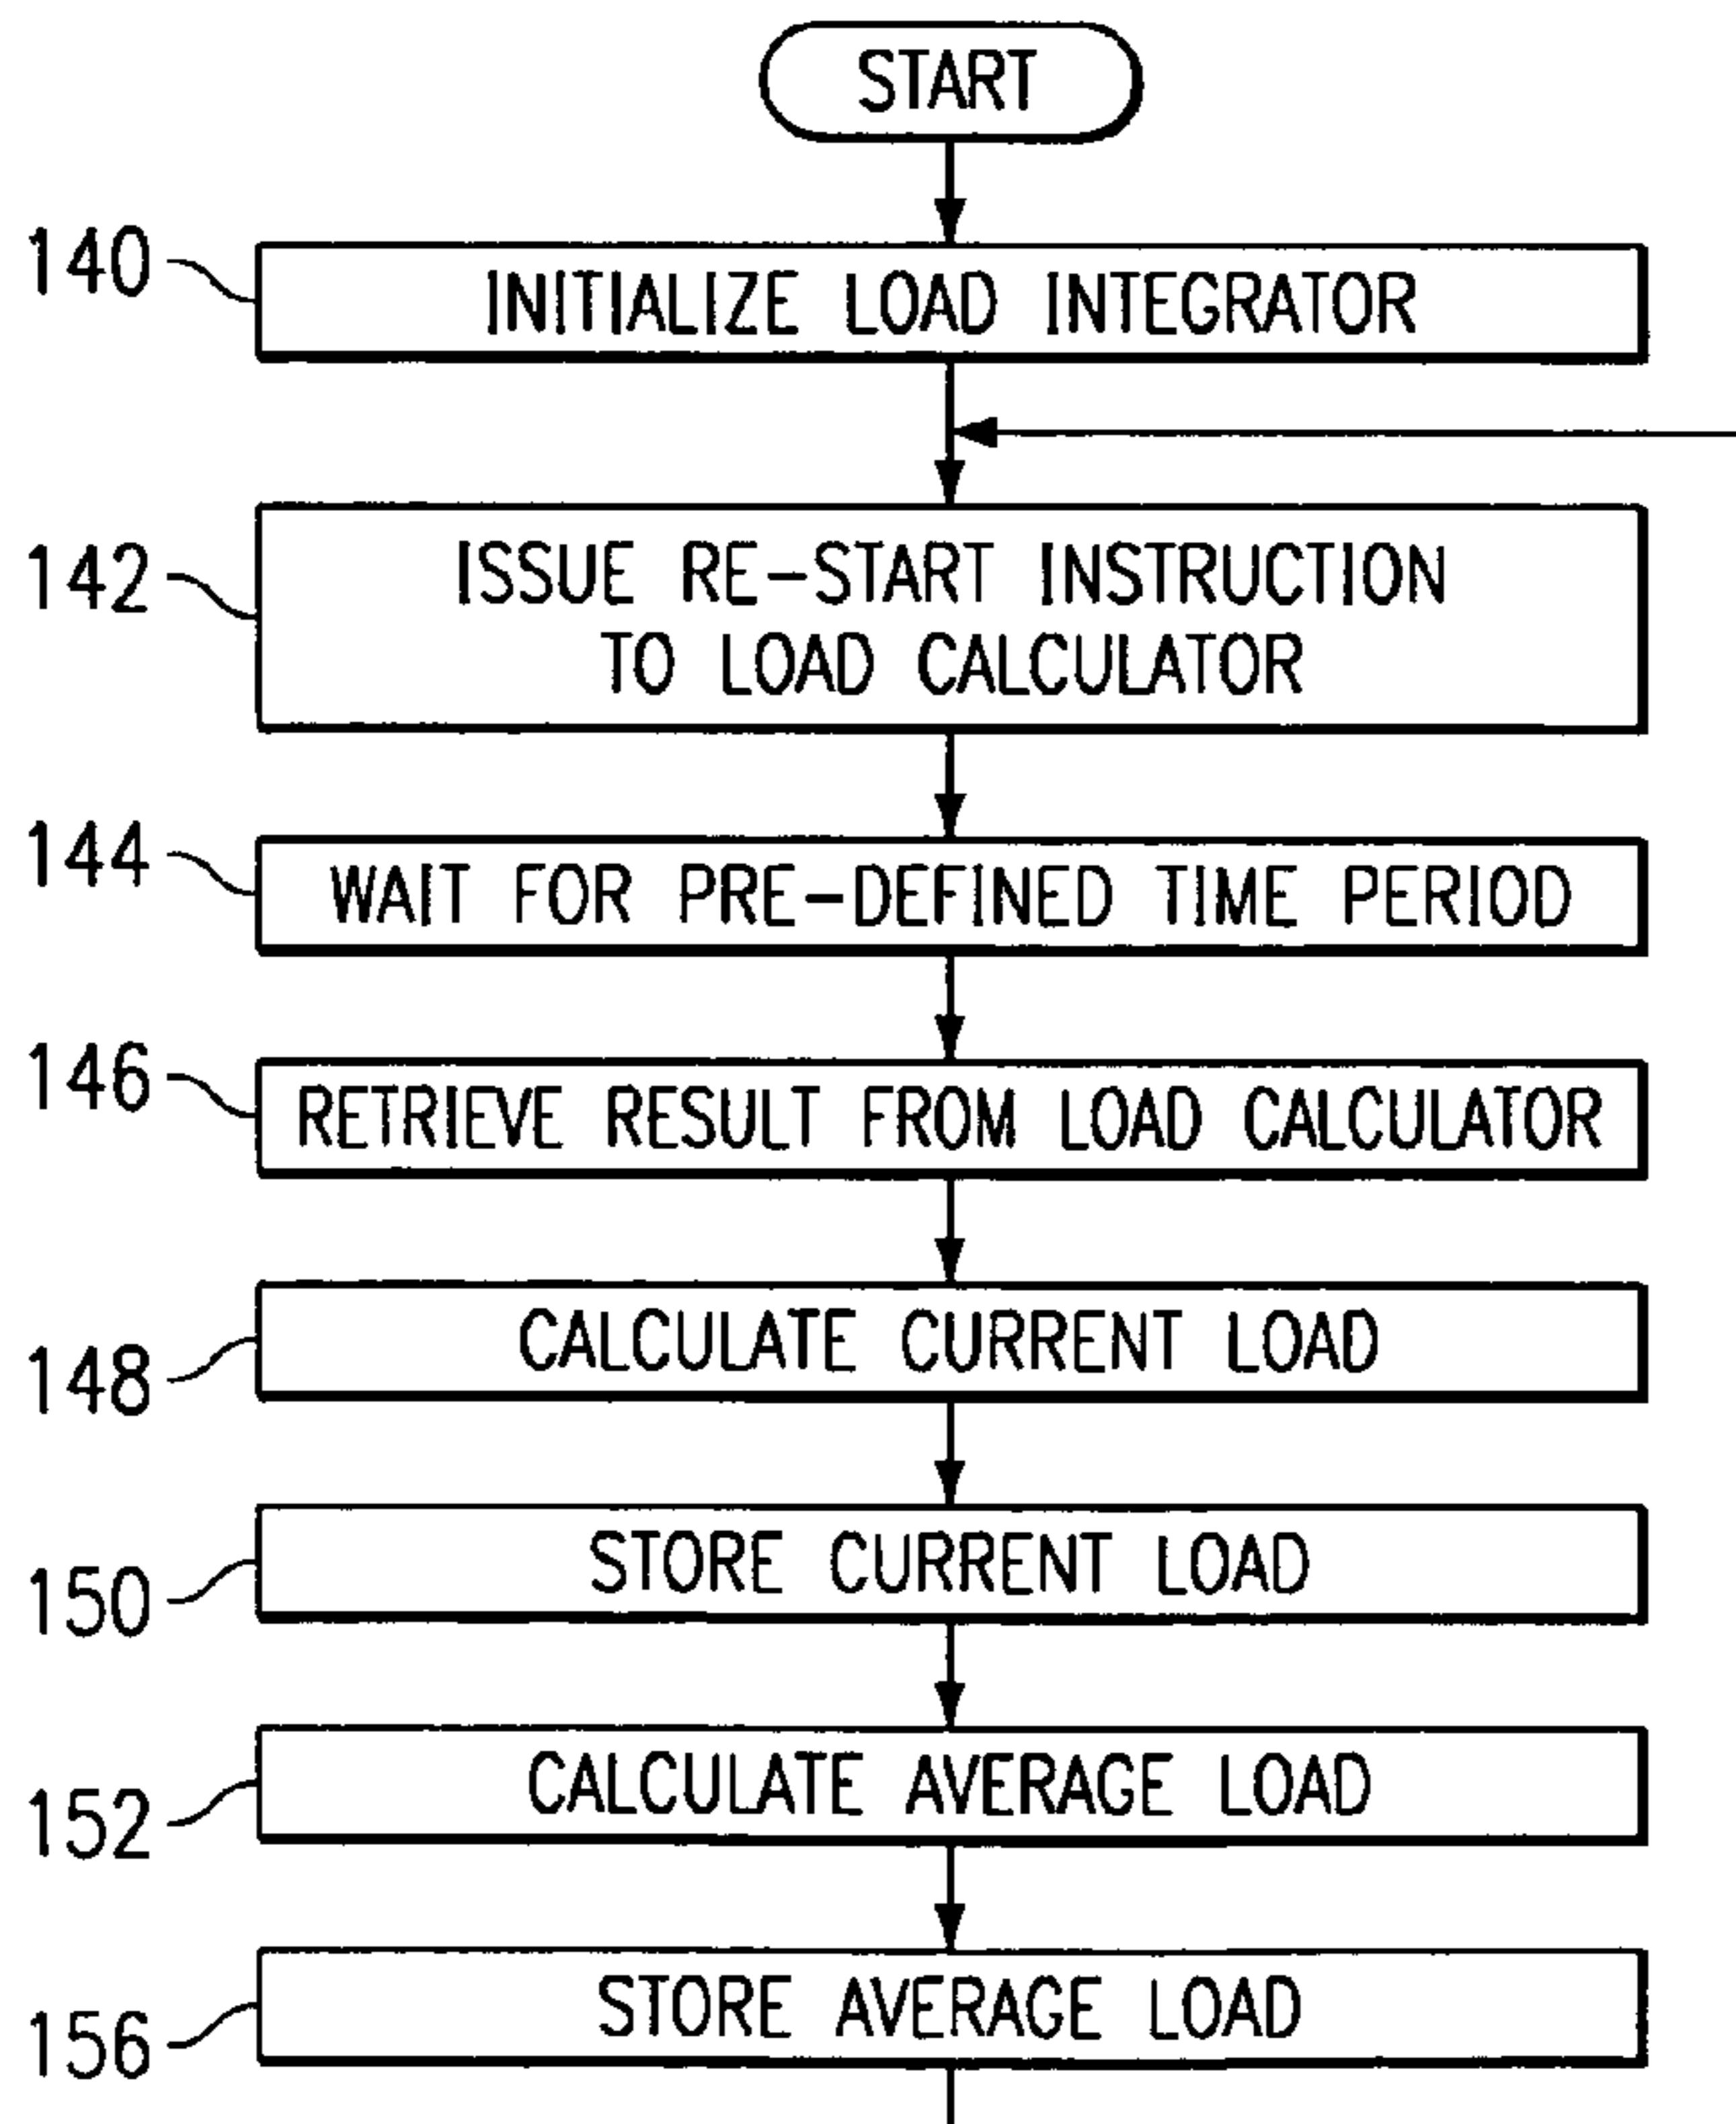 START
140
INITIALIZE LOAD INTEGRATOR
142
ISSUE RE-START INSTRUCTION
TO LOAD CALCULATOR
144
WAIT FOR PRE-DEFINED TIME PERIOD
146
RETRIEVE RESULT FROM LOAD CALCULATOR
148
CALCULATE CURRENT LOAD
150
STORE CURRENT LOAD
152
CALCULATE AVERAGE LOAD
156
STORE AVERAGE LOAD